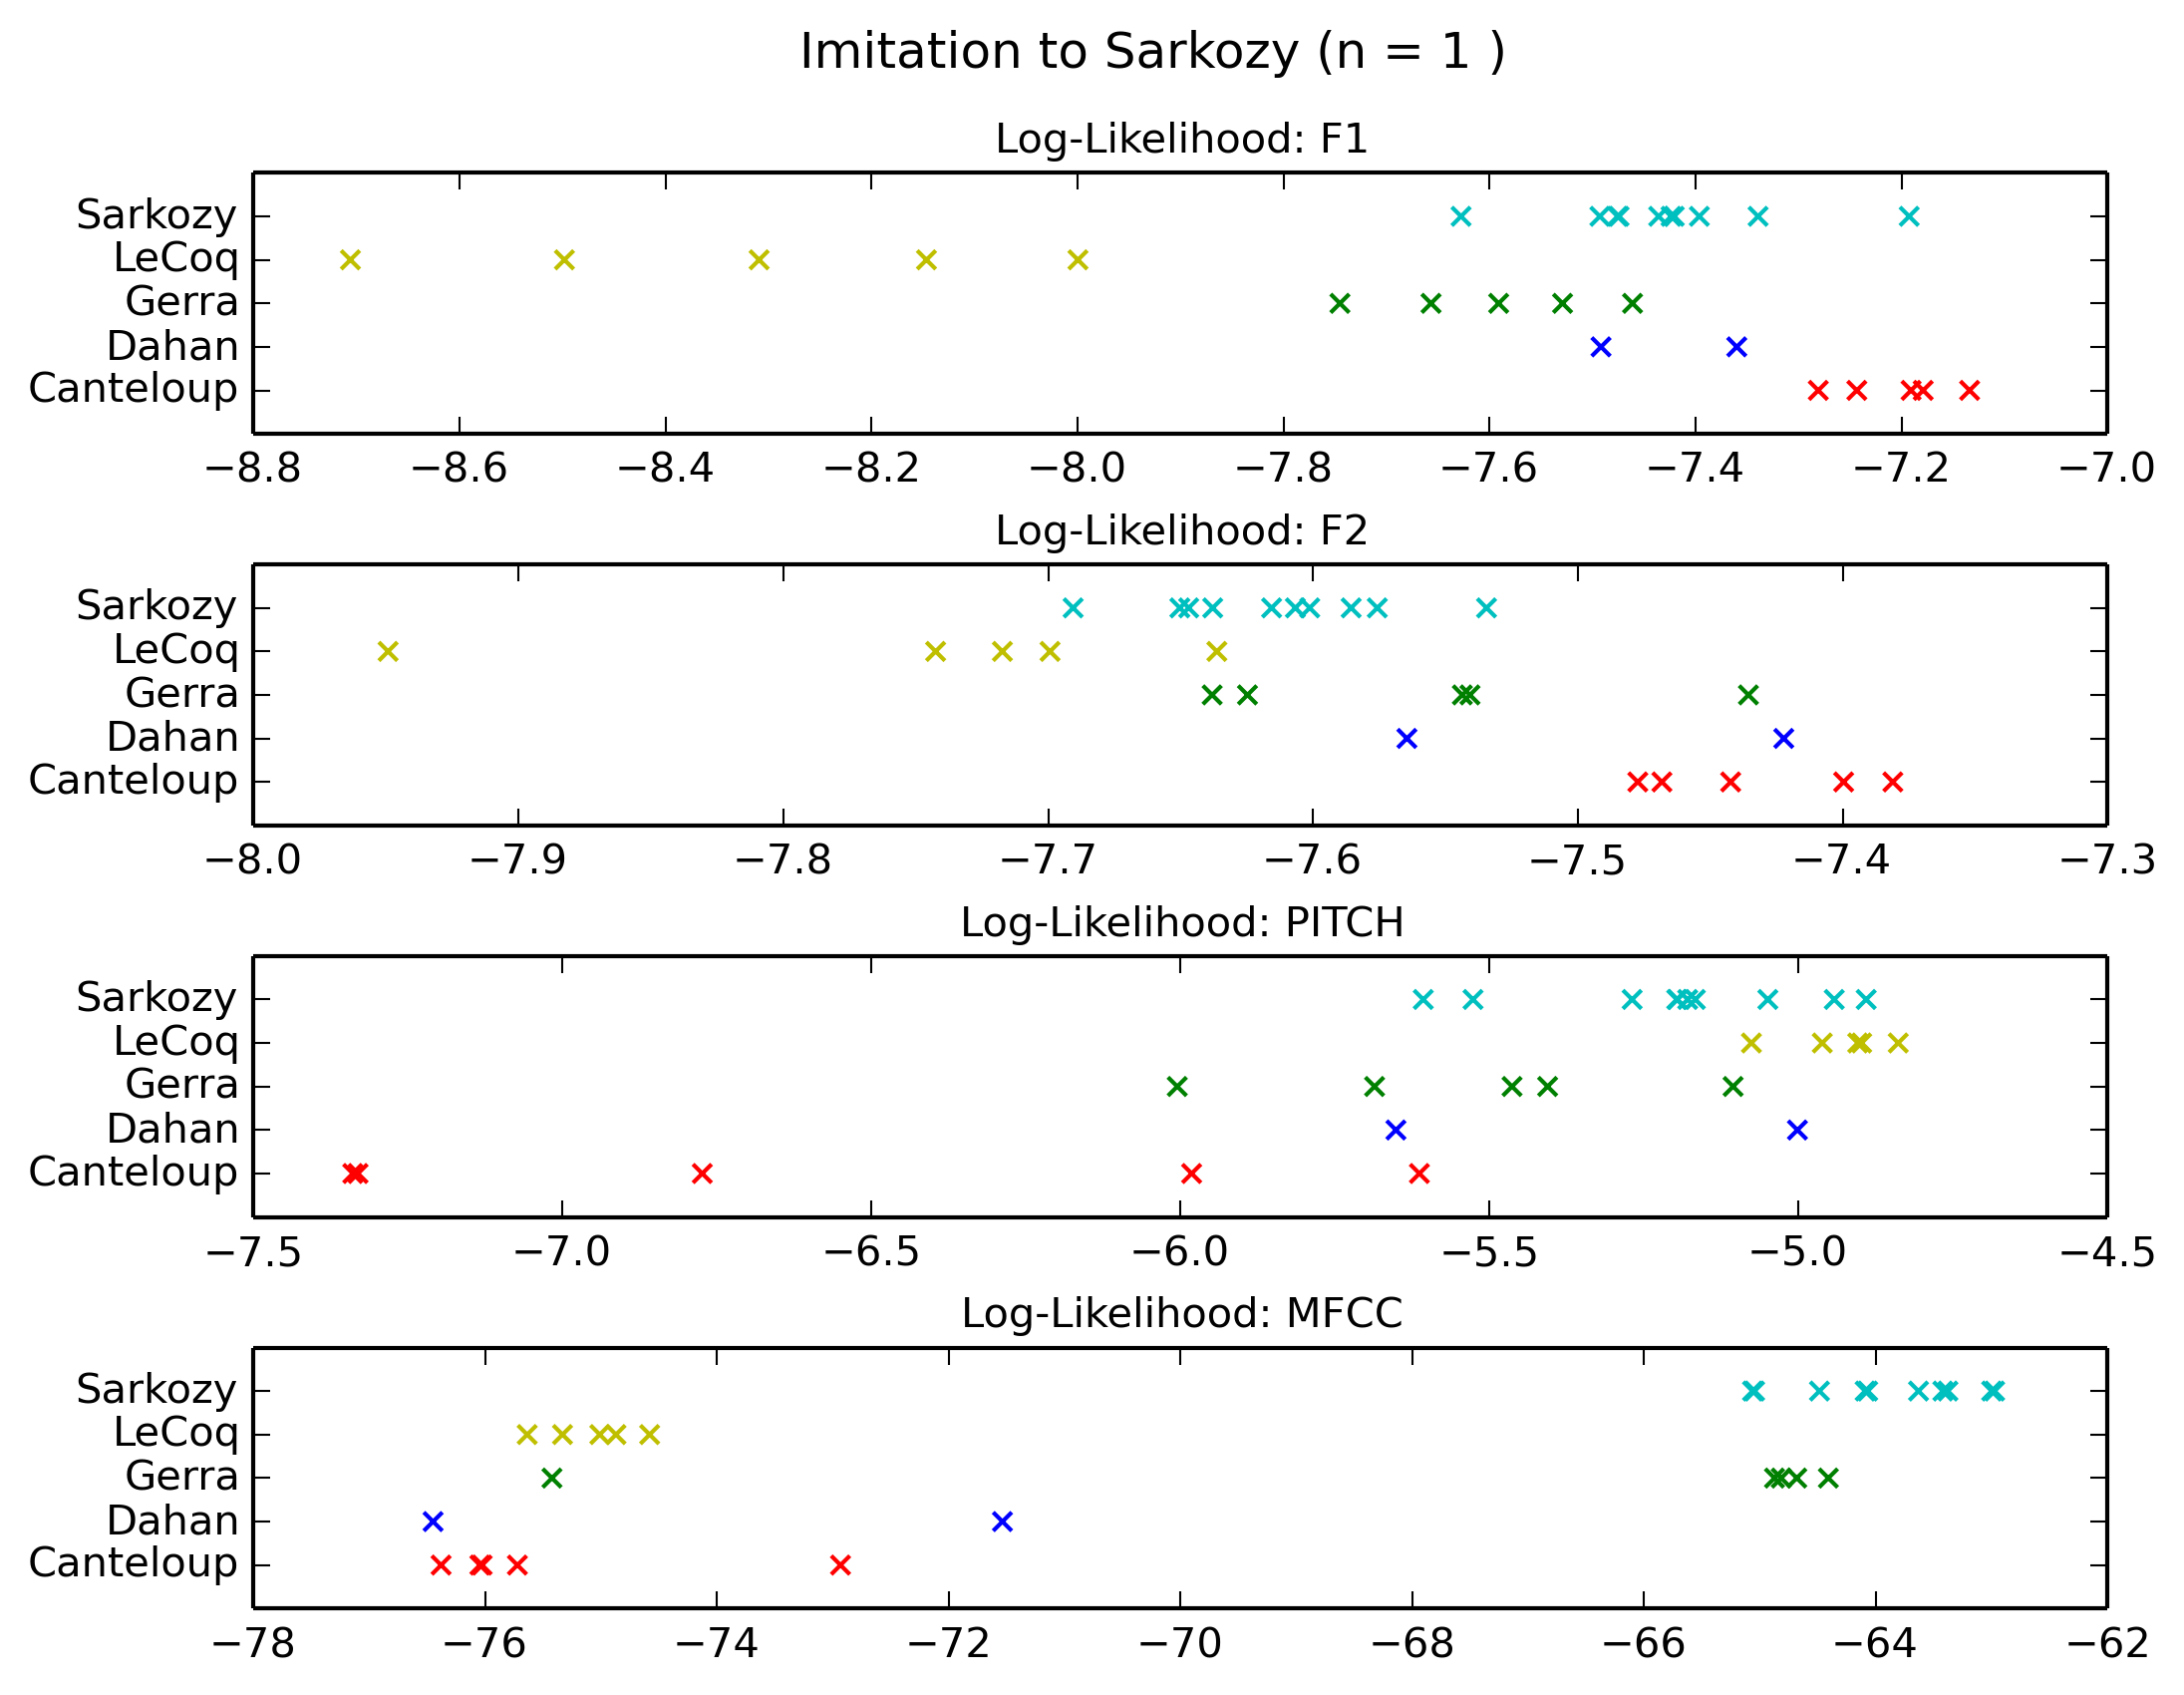 Imitation to Sarkozy (n = 1 )
Log-Likelihood: F1
Sarkozy
LeCoq
Gerra
Dahan
Canteloup
−8.8 −8.6 −8.4 −8.2 −8.0 −7.8 −7.6 −7.4 −7.2 −7.0
Log-Likelihood: F2
Sarkozy
LeCoq
Gerra
Dahan
Canteloup
−8.0 −7.9 −7.8 −7.7 −7.6 −7.5 −7.4 −7.3
Log-Likelihood: PITCH
Sarkozy
LeCoq
Gerra
Dahan
Canteloup
−7.5 −7.0 −6.5 −6.0 −5.5 −5.0 −4.5
Log-Likelihood: MFCC
Sarkozy
LeCoq
Gerra
Dahan
Canteloup
−78 −76 −74 −72 −70 −68 −66 −64 −62